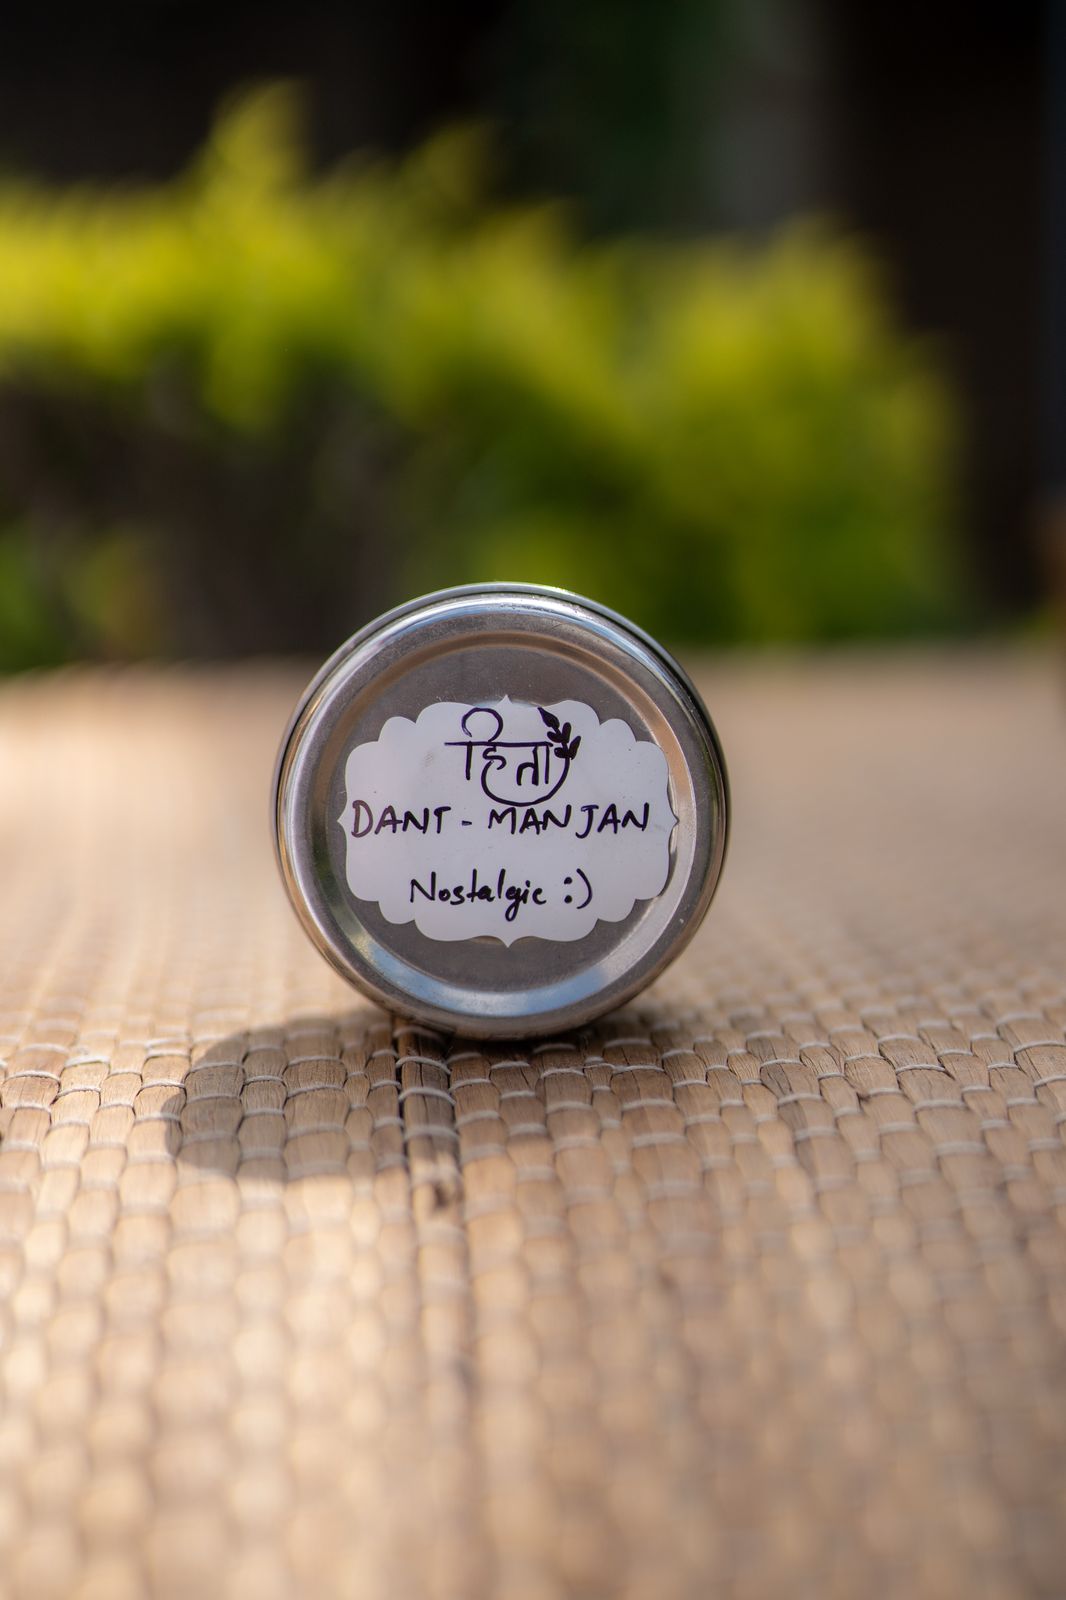 हिता
DANT - MANJAN
Nostalgic :)